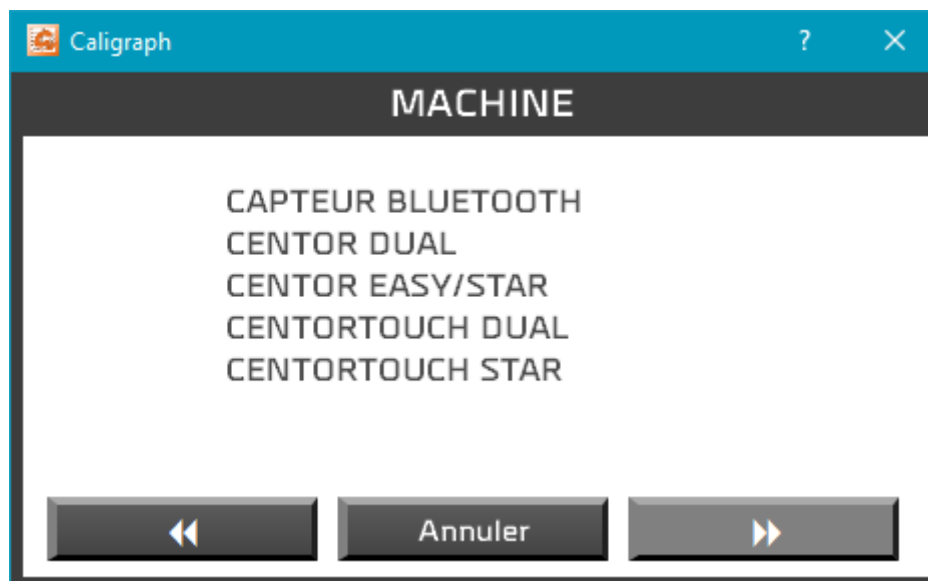 Caligraph ?
MACHINE
CAPTEUR BLUETOOTH
CENTOR DUAL
CENTOR EASY/STAR
CENTORTOUCH DUAL
CENTORTOUCH STAR
Annuler